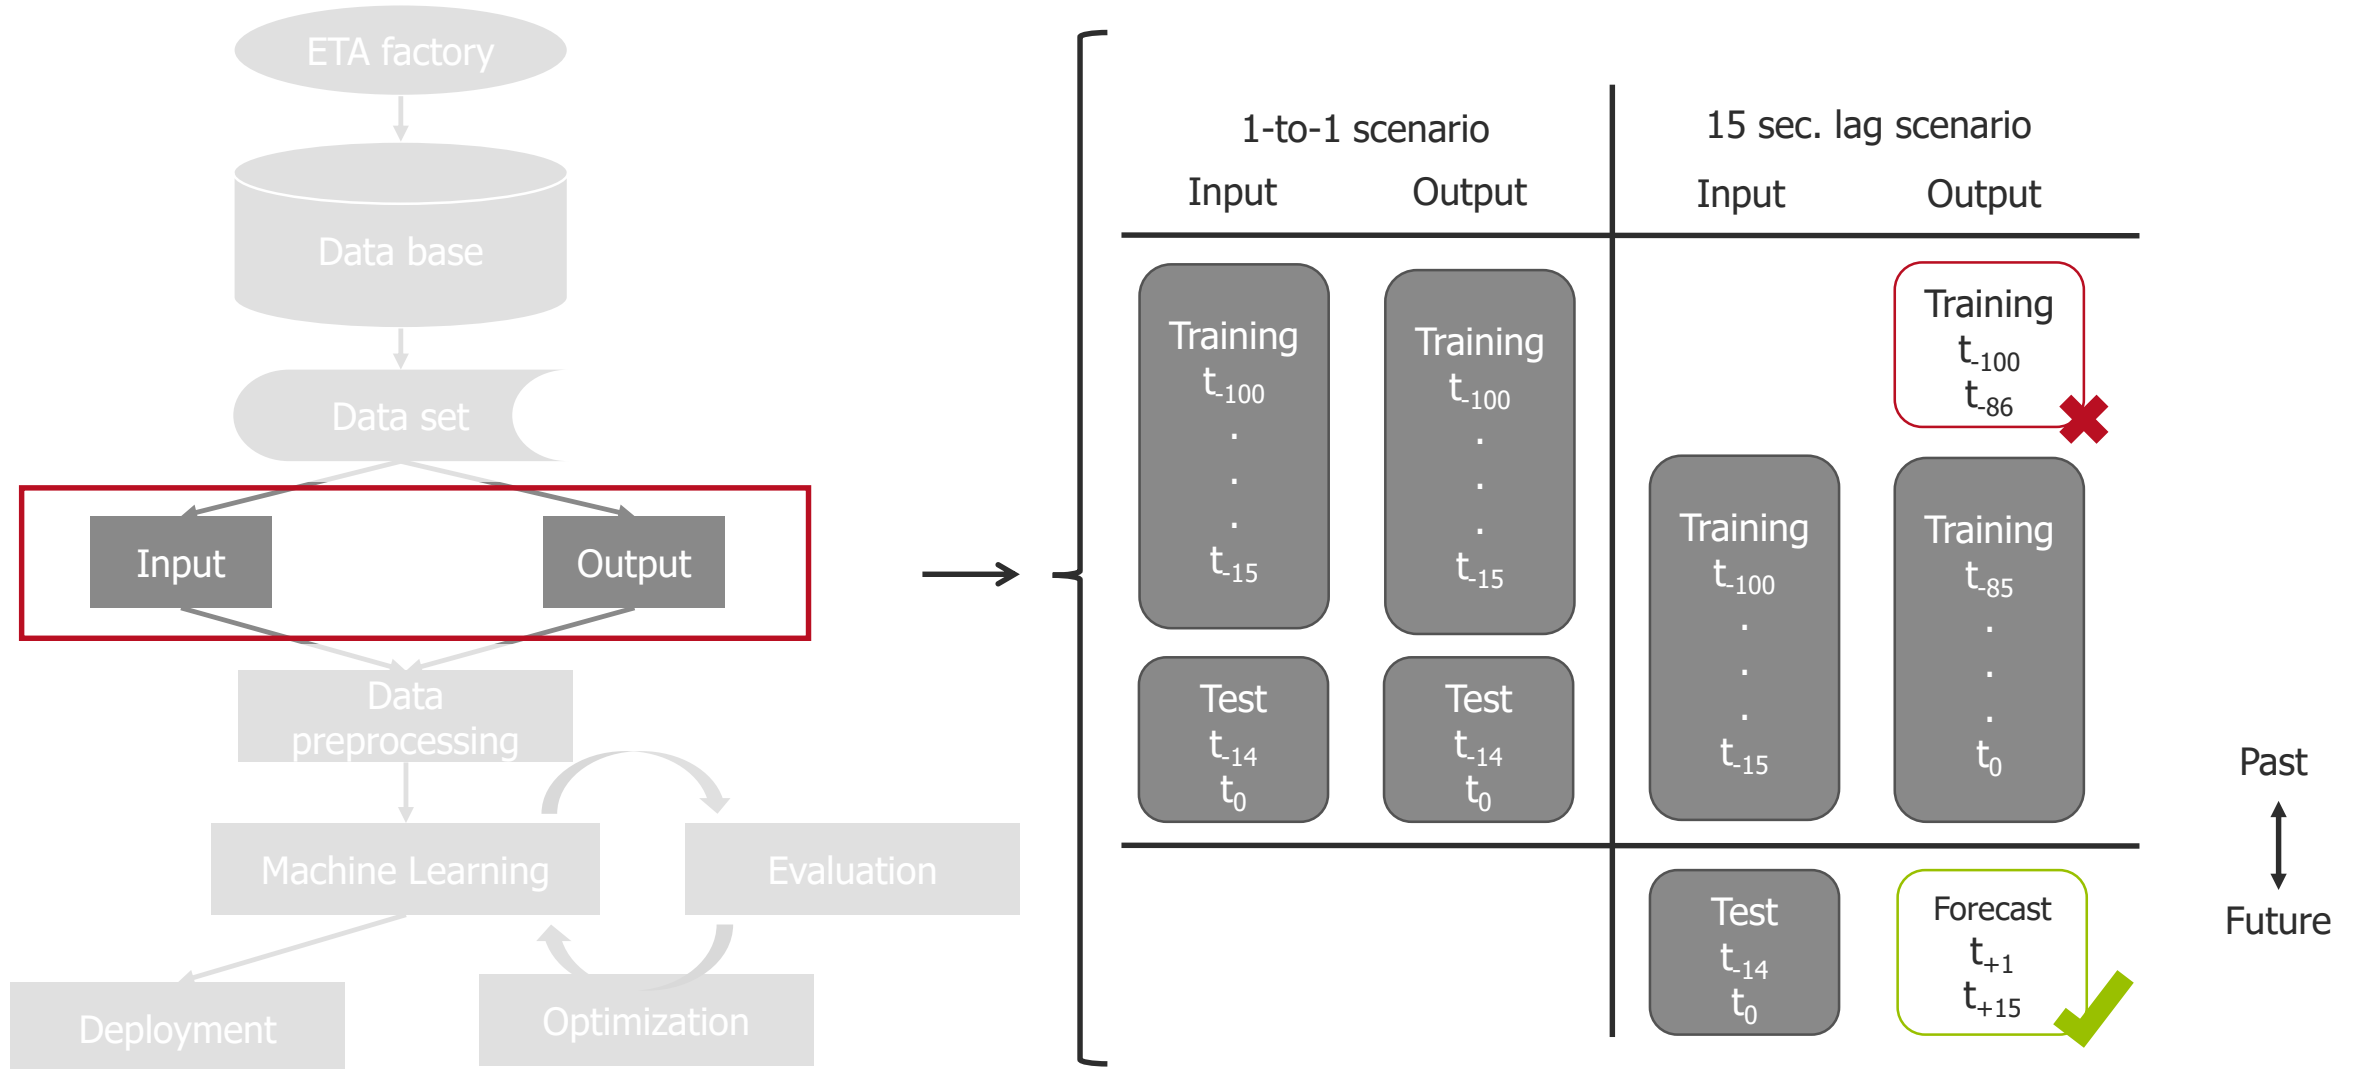 ETA factory
Data base
Data set
Input
Output
Data
preprocessing
Machine Learning
Evaluation
Deployment
Optimization
1-to-1 scenario
Input
Output
Training
t-100
.
.
.
t-15
Training
t-100
.
.
.
t-15
Test
t-14
t0
Test
t-14
t0
15 sec. lag scenario
Input
Output
Training
t-100
t-86
Training
t-100
.
.
.
t-15
Training
t-85
.
.
.
t0
Test
t-14
t0
Forecast
t+1
t+15
Past
Future